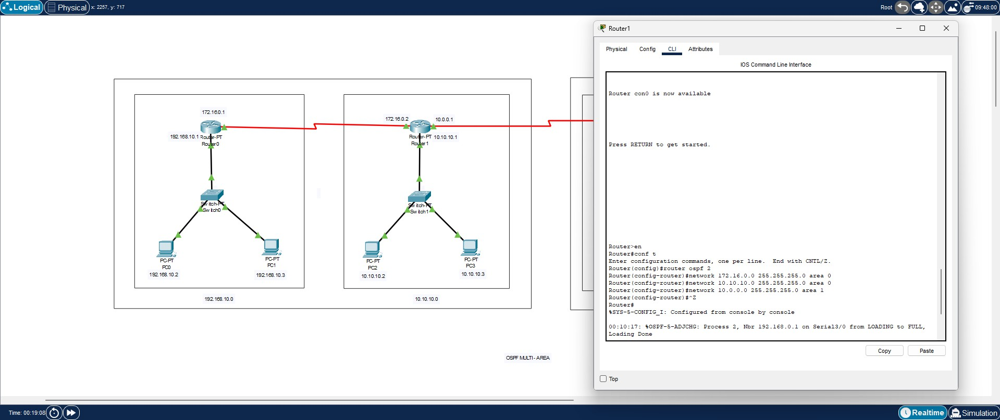 Logical Physical x: 2257, y: 717
Root 09:48:00
172.16.0.1
192.168.10.1
Router-PT
Router0
Switch-PT
Switch0
PC-PT
PC0
192.168.10.2
PC-PT
PC1
192.168.10.3
192.168.10.0
172.16.0.2
10.0.0.1
Router-PT
Router1
10.10.10.1
Switch-PT
Switch1
PC-PT
PC2
10.10.10.2
PC-PT
PC3
10.10.10.3
10.10.10.0
OSPF MULTI - AREA
Router1
Physical Config CLI Attributes
IOS Command Line Interface
Router con0 is now available
Press RETURN to get started.
Router>en
Router#conf t
Enter configuration commands, one per line.  End with CNTL/Z.
Router(config)#router ospf 2
Router(config-router)#network 172.16.0.0 255.255.255.0 area 0
Router(config-router)#network 10.10.10.0 255.255.255.0 area 0
Router(config-router)#network 10.0.0.0 255.255.255.0 area 1
Router(config-router)#^Z
Router#
%SYS-5-CONFIG_I: Configured from console by console
00:10:17: %OSPF-5-ADJCHG: Process 2, Nbr 192.168.0.1 on Serial3/0 from LOADING to FULL,
Loading Done
Copy Paste
Top
Time: 00:19:08
Realtime Simulation